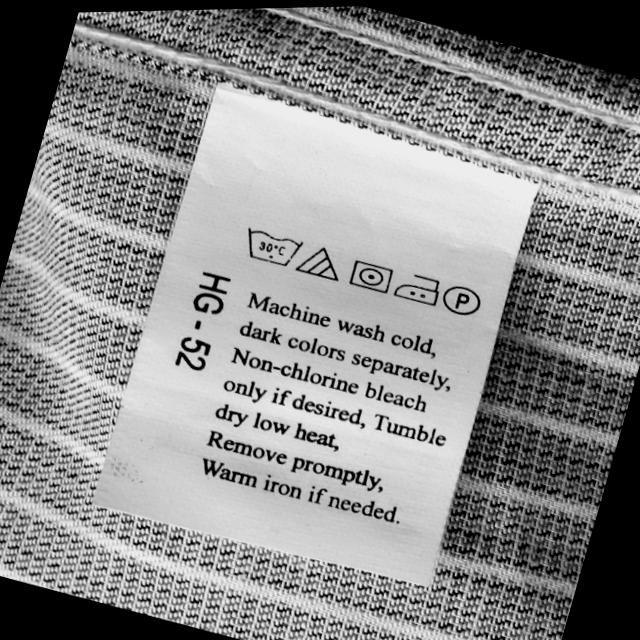 30°C
P
HG - 52
Machine wash cold,
dark colors separately,
Non-chlorine bleach
only if desired, Tumble
dry low heat,
Remove promptly,
Warm iron if needed.